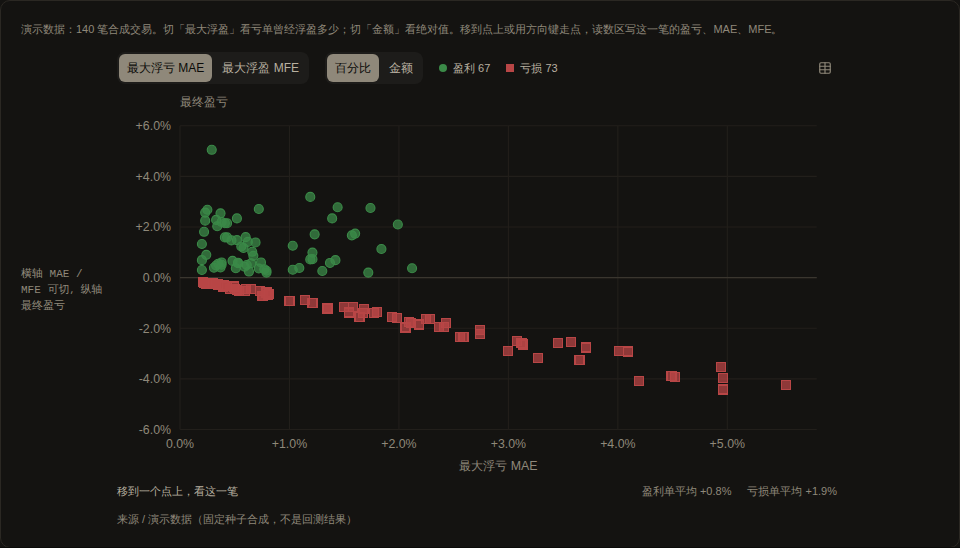 演示数据：140 笔合成交易。切「最大浮盈」看亏单曾经浮盈多少；切「金额」看绝对值。移到点上或用方向键走点，读数区写这一笔的盈亏、MAE、MFE。
最大浮亏 MAE 最大浮盈 MFE 百分比 金额 盈利 67 亏损 73
最终盈亏
+6.0%
+4.0%
+2.0%
0.0%
-2.0%
-4.0%
-6.0%
横轴 MAE /
MFE 可切, 纵轴
最终盈亏
0.0% +1.0% +2.0% +3.0% +4.0% +5.0%
最大浮亏 MAE
移到一个点上，看这一笔
盈利单平均 +0.8% 亏损单平均 +1.9%
来源 / 演示数据（固定种子合成，不是回测结果）